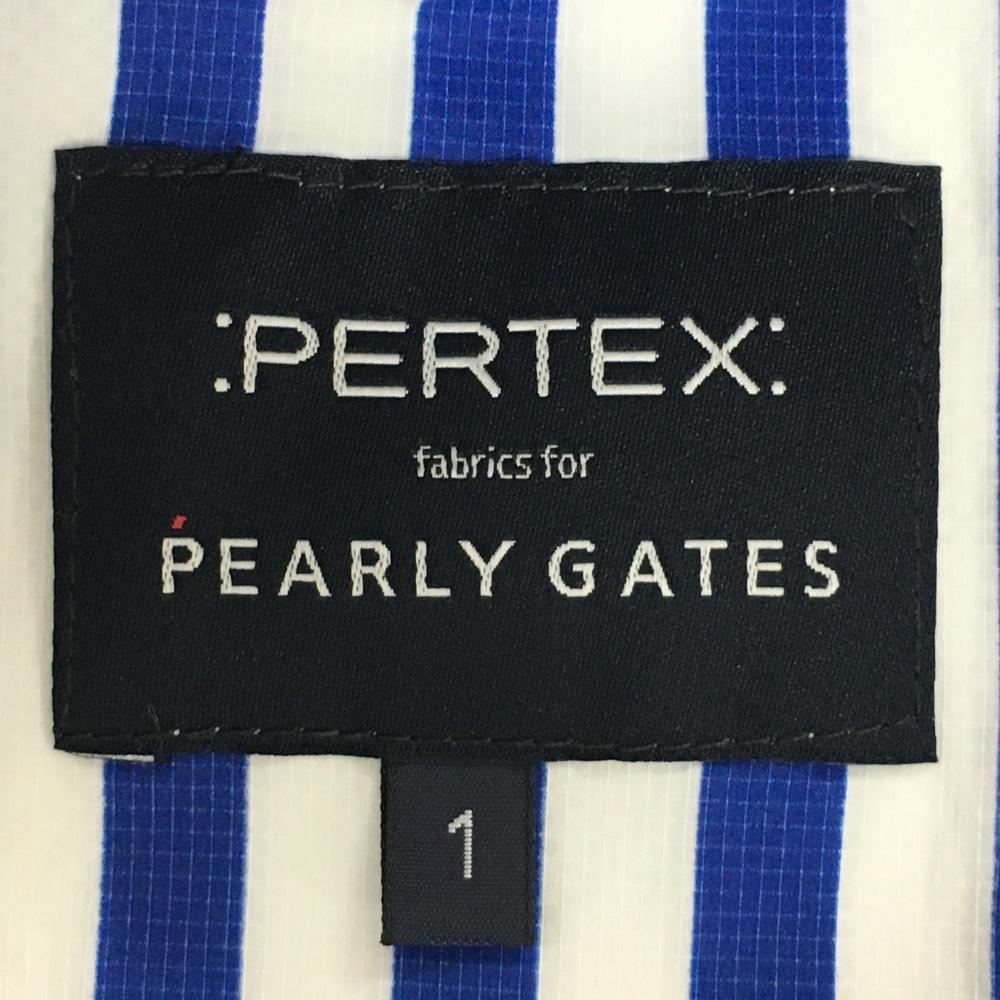 :PERTEX:
fabrics for
PEARLY GATES
1